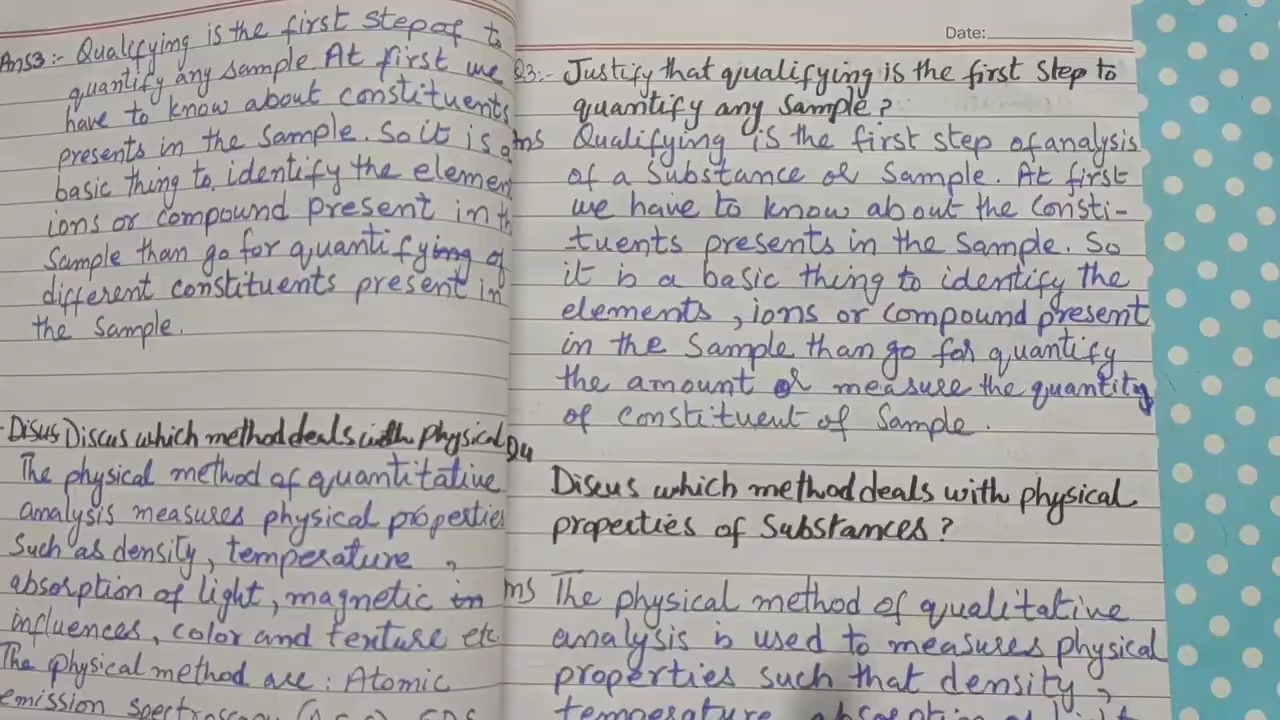 Ans3:- Qualifying is the first step of to
quantify any sample At first we
have to know about constituents
presents in the sample. So it is a
basic thing to identify the elemen
ions or compound present in th
Sample than go for quantifying of
different constituents present in
the Sample.
Disus Discus which method deals with physical
The physical method of quantitative
analysis measures physical propertie
Such as density, temperature,
absorption of light, magnetic in
influences, color and texture etc.
The physical method are: Atomic
emission
Date:
Q3:- Justify that qualifying is the first step to
quantify any sample?
Ans Qualifying is the first step of analysis
of a Substance or Sample. At first
we have to know about the Consti-
tuents presents in the sample. So
it is a basic thing to identify the
elements, ions or compound present
in the Sample than go for quantify
the amount or measure the quantity
of constituent of Sample.
Q4
Discus which method deals with physical
properties of Substances?
Ans The physical method of qualitative
analysis is used to measures physical
properties such that density,
temperature, absorption of light